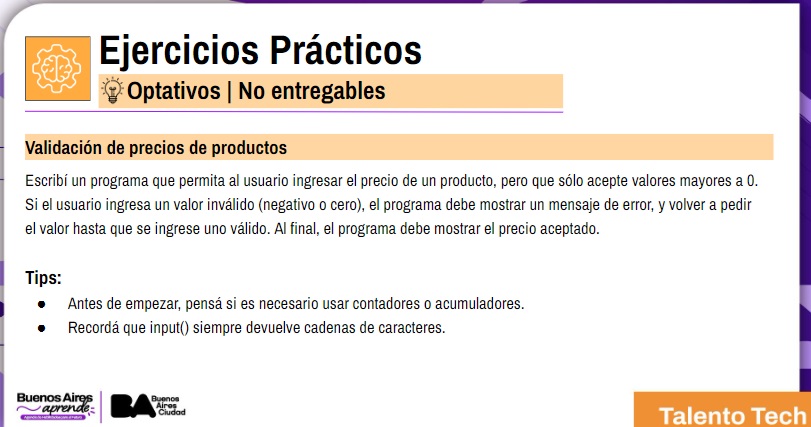 Ejercicios Prácticos
Optativos | No entregables
Validación de precios de productos
Escribí un programa que permita al usuario ingresar el precio de un producto, pero que sólo acepte valores mayores a 0.
Si el usuario ingresa un valor inválido (negativo o cero), el programa debe mostrar un mensaje de error, y volver a pedir
el valor hasta que se ingrese uno válido. Al final, el programa debe mostrar el precio aceptado.
Tips:
● Antes de empezar, pensá si es necesario usar contadores o acumuladores.
● Recordá que input() siempre devuelve cadenas de caracteres.
Buenos Aires
aprende
BA
Buenos
Aires
Ciudad
Talento Tech